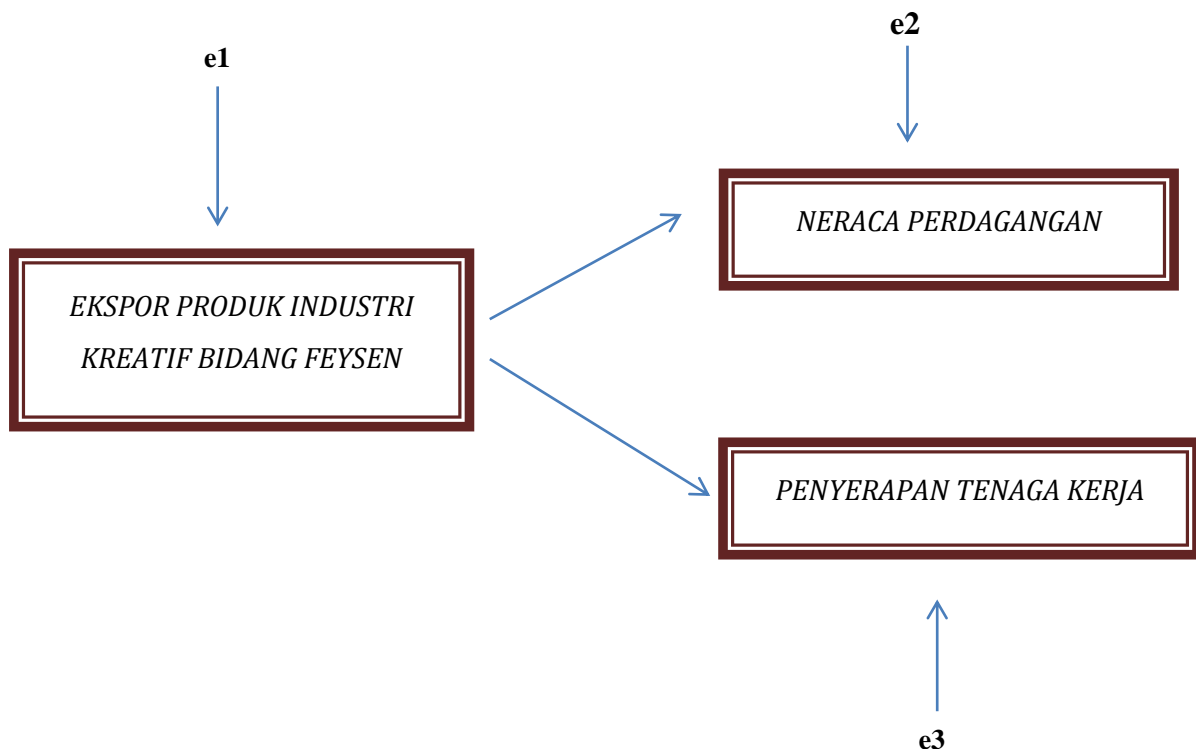 e2
e1
NERACA PERDAGANGAN
EKSPOR PRODUK INDUSTRI
KREATIF BIDANG FEYSEN
PENYERAPAN TENAGA KERJA
e3